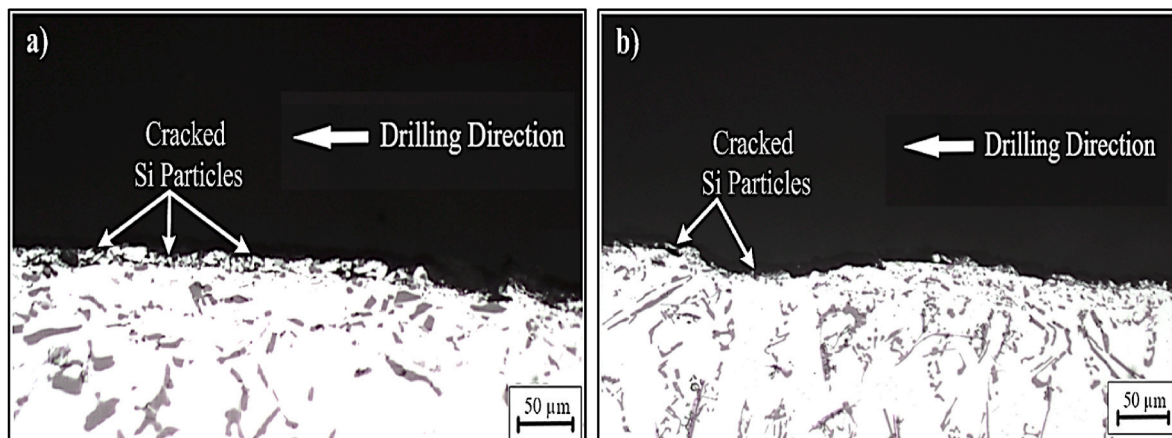 a)
Drilling Direction
Cracked
Si Particles
50 µm
b)
Drilling Direction
Cracked
Si Particles
50 µm